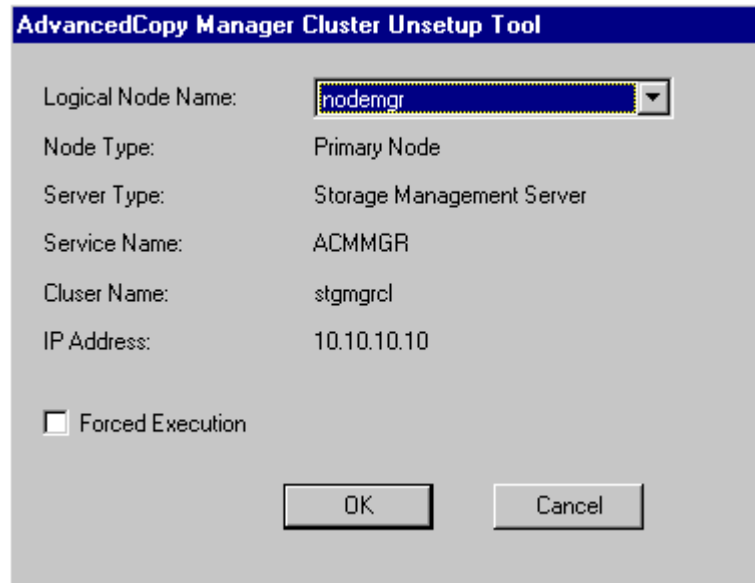 AdvancedCopy Manager Cluster Unsetup Tool
Logical Node Name: nodemgr
Node Type: Primary Node
Server Type: Storage Management Server
Service Name: ACMMGR
Cluser Name: stgmgrcl
IP Address: 10.10.10.10
Forced Execution
OK Cancel